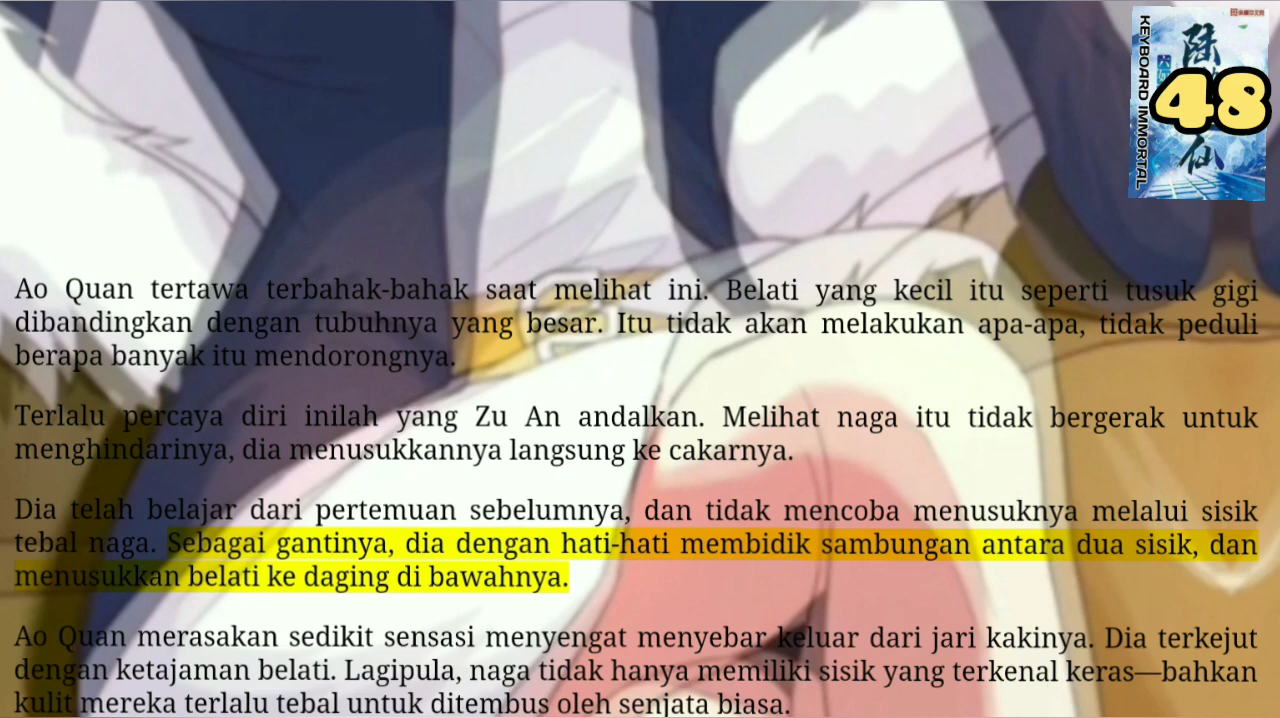 KEYBOARD IMMORTAL
48
Ao Quan tertawa terbahak-bahak saat melihat ini. Belati yang kecil itu seperti tusuk gigi
dibandingkan dengan tubuhnya yang besar. Itu tidak akan melakukan apa-apa, tidak peduli
berapa banyak itu mendorongnya.
Terlalu percaya diri inilah yang Zu An andalkan. Melihat naga itu tidak bergerak untuk
menghindarinya, dia menusukkannya langsung ke cakarnya.
Dia telah belajar dari pertemuan sebelumnya, dan tidak mencoba menusuknya melalui sisik
tebal naga. Sebagai gantinya, dia dengan hati-hati membidik sambungan antara dua sisik, dan
menusukkan belati ke daging di bawahnya.
Ao Quan merasakan sedikit sensasi menyengat menyebar keluar dari jari kakinya. Dia terkejut
dengan ketajaman belati. Lagipula, naga tidak hanya memiliki sisik yang terkenal keras—bahkan
kulit mereka terlalu tebal untuk ditembus oleh senjata biasa.